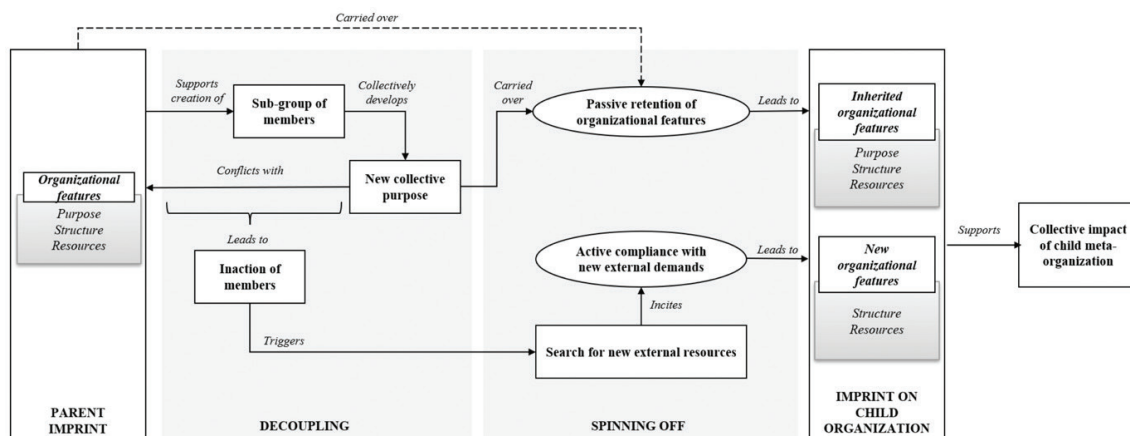 Carried over
Supports
creation of
Sub-group of
members
Collectively
develops
Carried
over
Passive retention of
organizational features
Leads to
Inherited
organizational
features
Purpose
Structure
Resources
Organizational
features
Purpose
Structure
Resources
Conflicts with
New collective
purpose
Leads to
Inaction of
members
Triggers
Active compliance with
new external demands
Leads to
Incites
Search for new external resources
New
organizational
features
Structure
Resources
Supports
Collective impact
of child meta-
organization
PARENT
IMPRINT
DECOUPLING
SPINNING OFF
IMPRINT ON
CHILD
ORGANIZATION